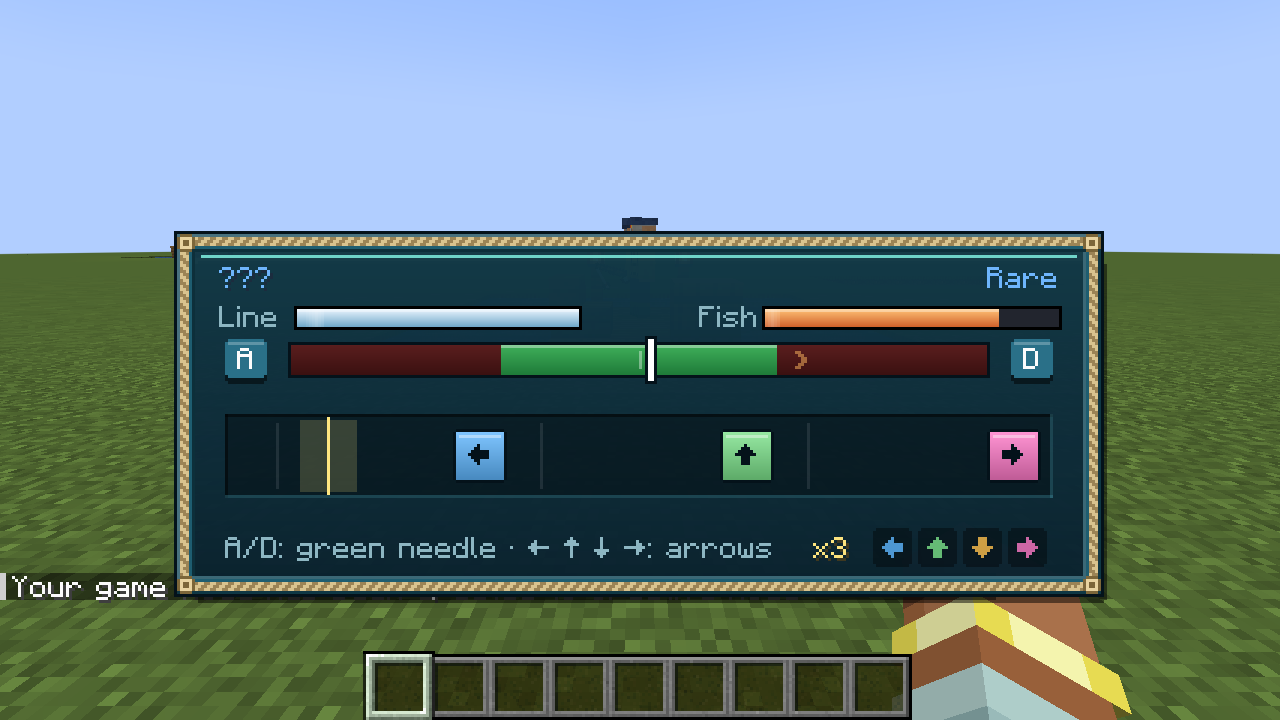 ??? Rare
Line Fish
A D
A/D: green needle · ← ↑ ↓ →: arrows x3
Your game